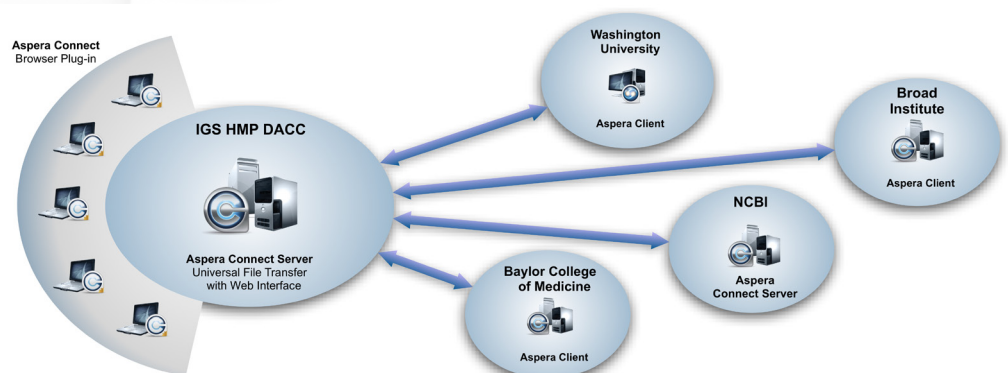 Aspera Connect
Browser Plug-in
IGS HMP DACC
Aspera Connect Server
Universal File Transfer
with Web Interface
Washington
University
Aspera Client
Broad
Institute
Aspera Client
NCBI
Aspera
Connect Server
Baylor College
of Medicine
Aspera Client